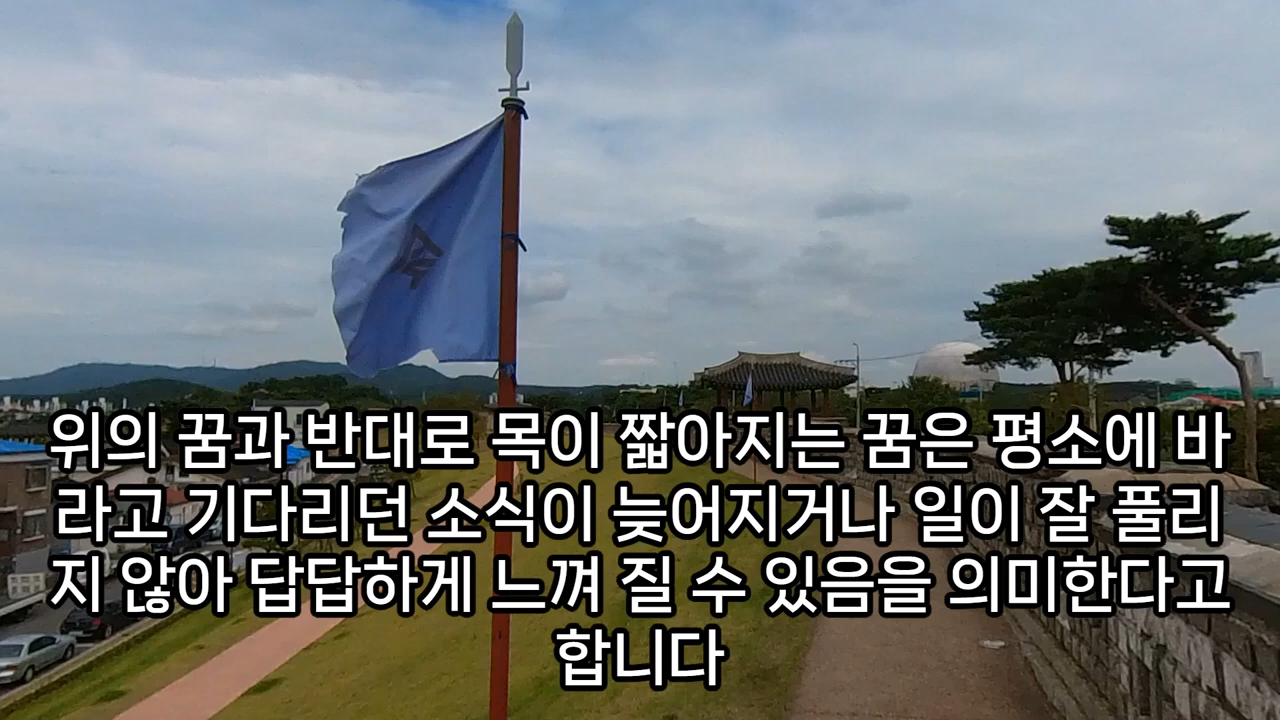 위의 꿈과 반대로 목이 짧아지는 꿈은 평소에 바
라고 기다리던 소식이 늦어지거나 일이 잘 풀리
지 않아 답답하게 느껴 질 수 있음을 의미한다고
합니다